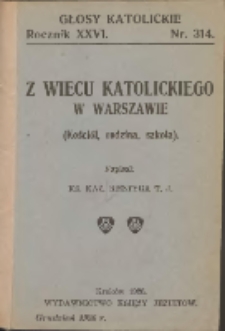 GŁOSY KATOLICKIE
Rocznik XXVI. Nr. 314.
Z WIECU KATOLICKIEGO
W WARSZAWIE
(Kościół, rodzina, szkoła).
Napisał
KS. KAZ. T. J.
Kraków 1926.
WYDAWNICTWO KSIĘŻY JEZUITÓW.
Grudzień 1926 r.